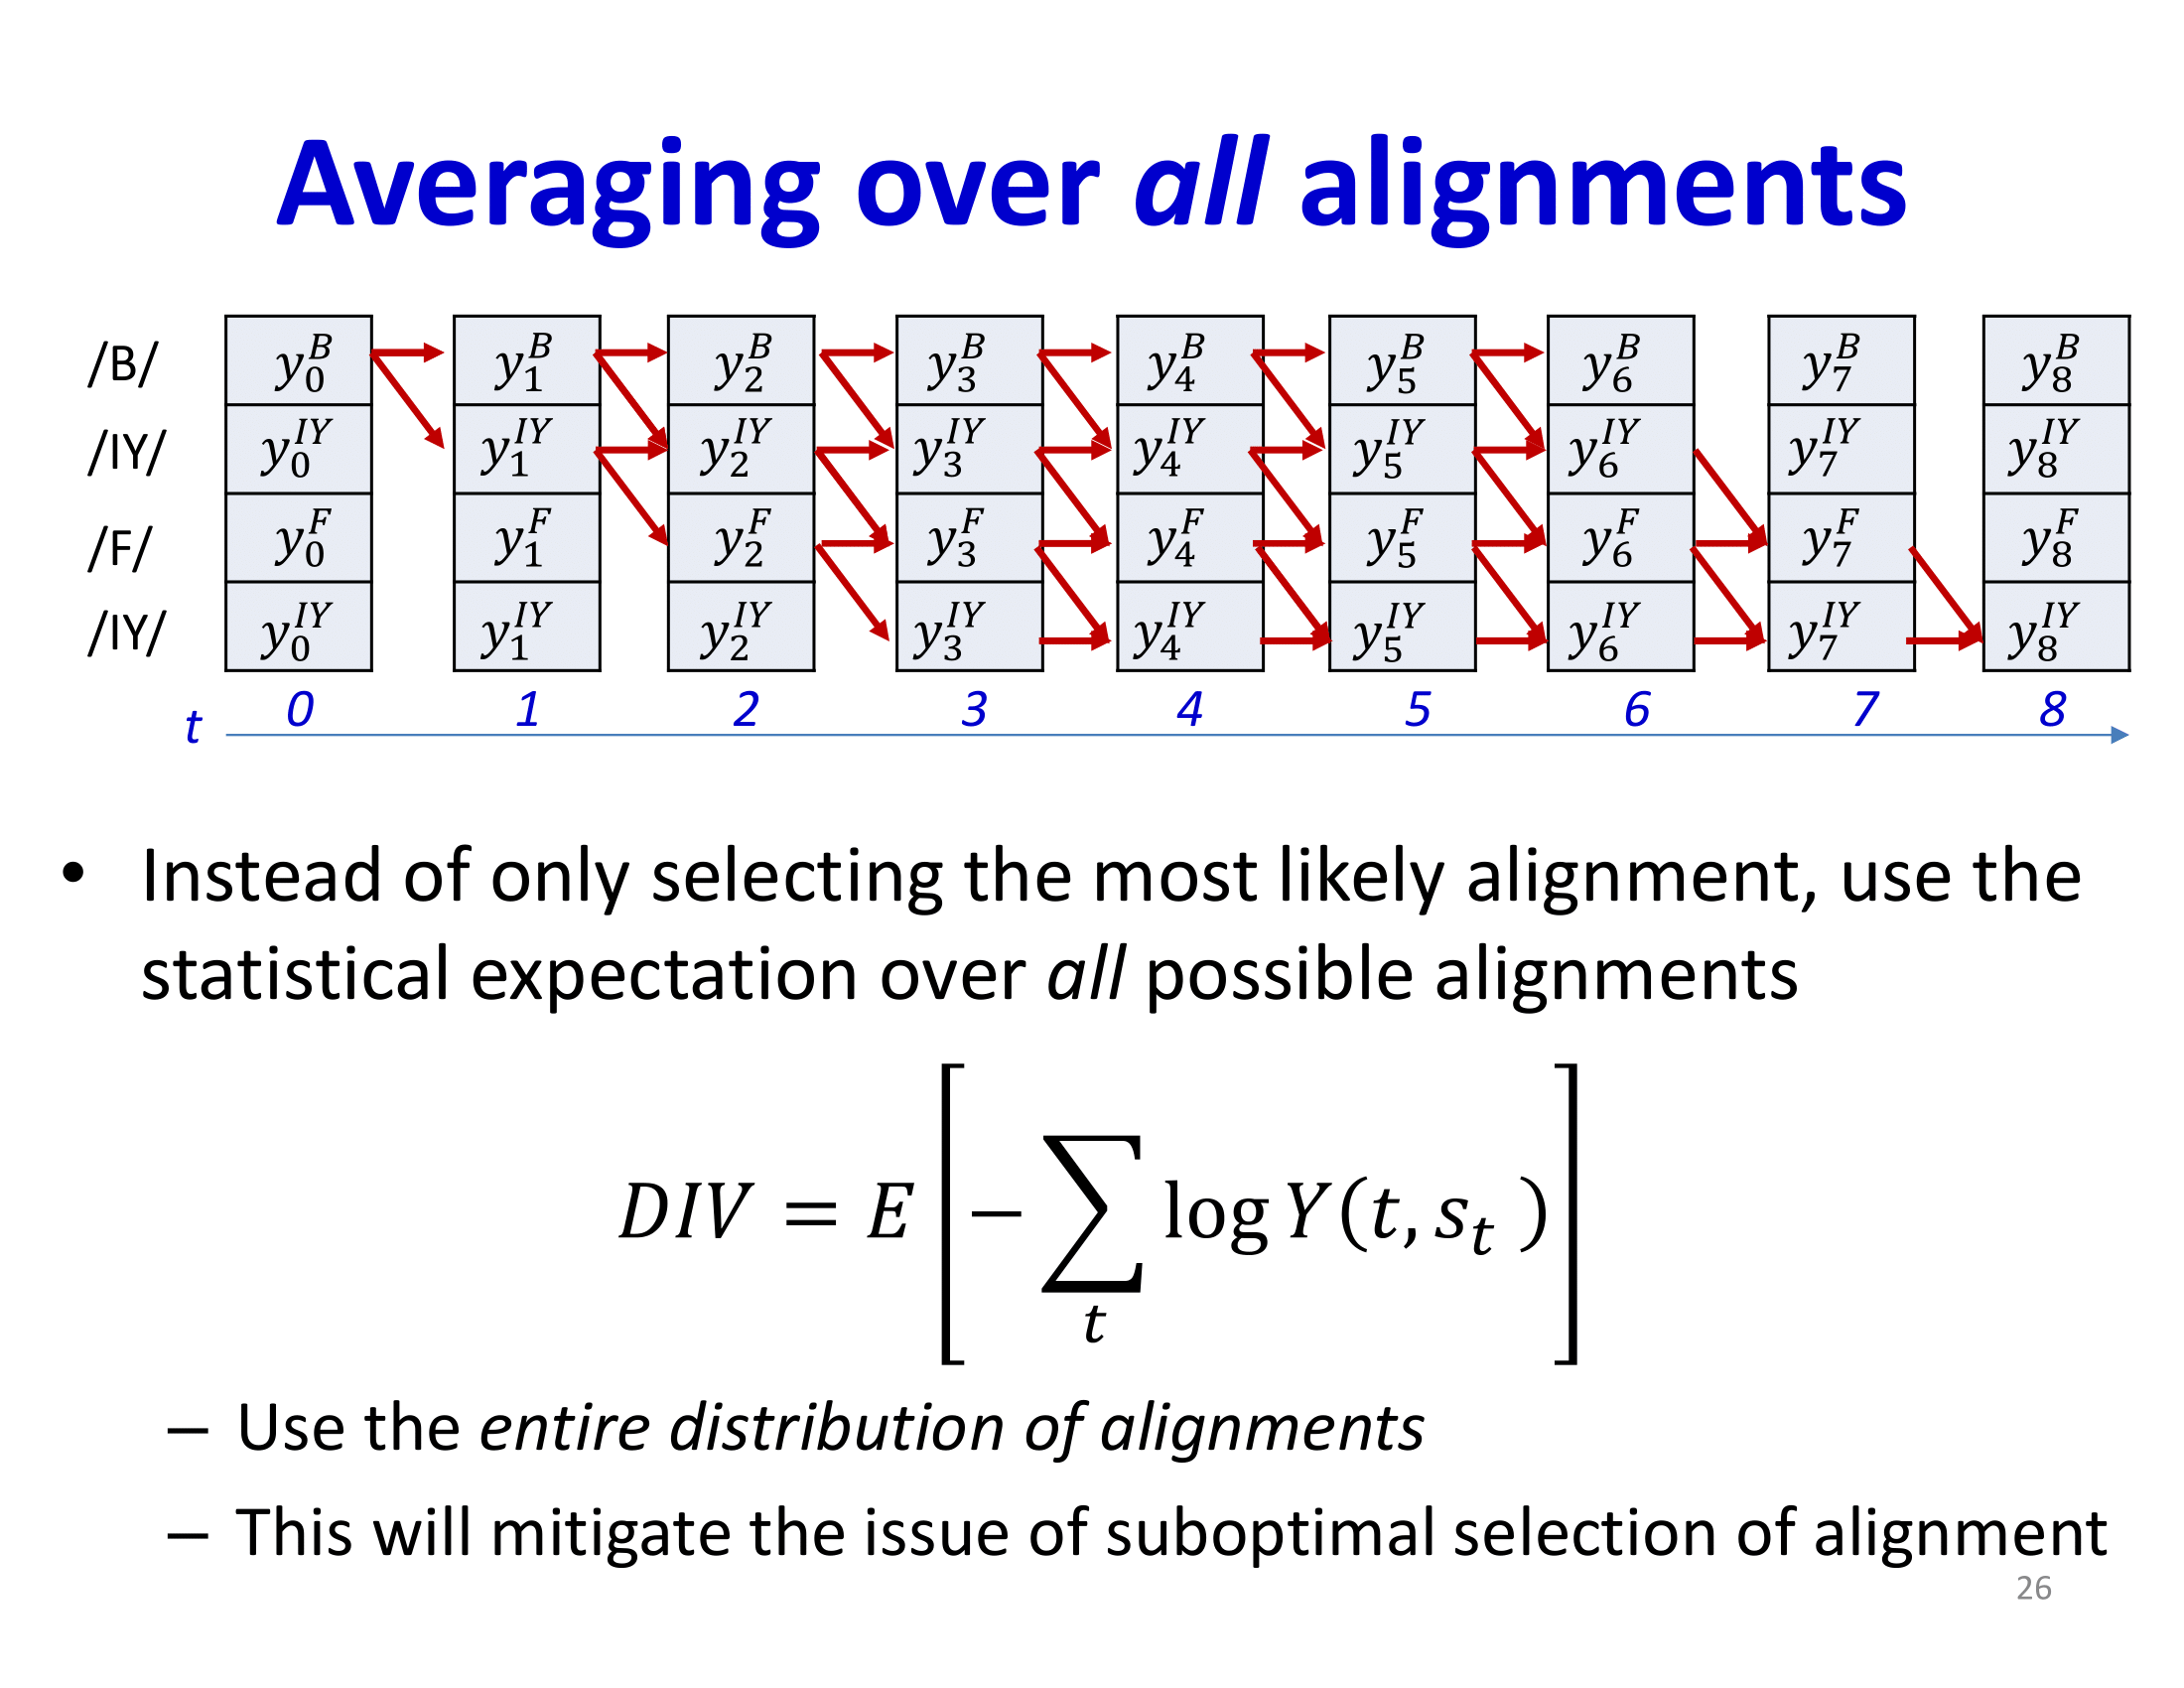 Averaging over all alignments
/B/ y_0^B y_1^B y_2^B y_3^B y_4^B y_5^B y_6^B y_7^B y_8^B
/IY/ y_0^{IY} y_1^{IY} y_2^{IY} y_3^{IY} y_4^{IY} y_5^{IY} y_6^{IY} y_7^{IY} y_8^{IY}
/F/ y_0^F y_1^F y_2^F y_3^F y_4^F y_5^F y_6^F y_7^F y_8^F
/IY/ y_0^{IY} y_1^{IY} y_2^{IY} y_3^{IY} y_4^{IY} y_5^{IY} y_6^{IY} y_7^{IY} y_8^{IY}
t 0 1 2 3 4 5 6 7 8
• Instead of only selecting the most likely alignment, use the
statistical expectation over all possible alignments
DIV = E [ − ∑_t log Y(t, s_t ) ]
– Use the entire distribution of alignments
– This will mitigate the issue of suboptimal selection of alignment
26